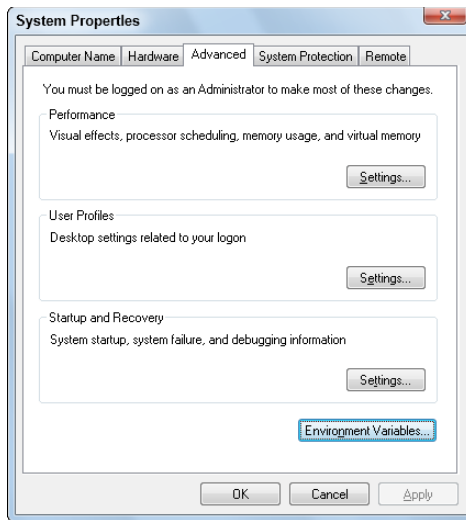 System Properties
Computer Name Hardware Advanced System Protection Remote
You must be logged on as an Administrator to make most of these changes.
Performance
Visual effects, processor scheduling, memory usage, and virtual memory
Settings...
User Profiles
Desktop settings related to your logon
Settings...
Startup and Recovery
System startup, system failure, and debugging information
Settings...
Environment Variables...
OK Cancel Apply